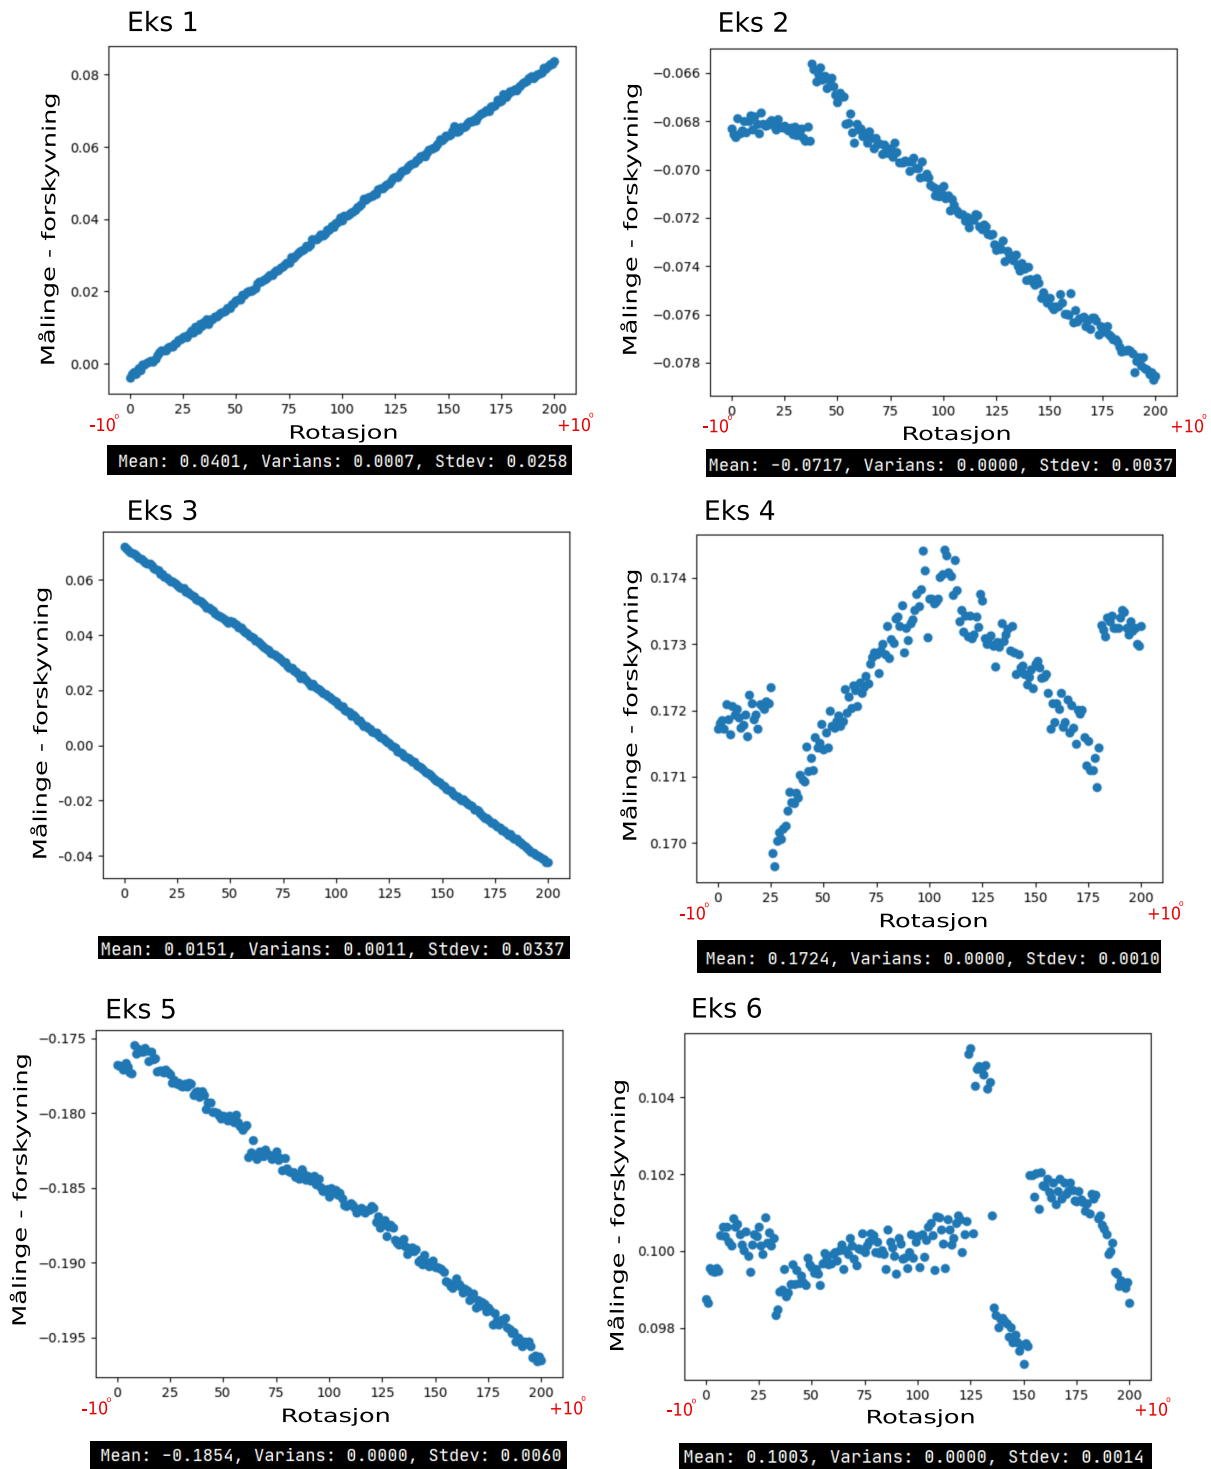 Eks 1
Målinge - forskyvning
0.08
0.06
0.04
0.02
0.00
0 25 50 75 100 125 150 175 200
-10° Rotasjon +10°
Mean: 0.0401, Varians: 0.0007, Stdev: 0.0258
Eks 2
Målinge - forskyvning
−0.066
−0.068
−0.070
−0.072
−0.074
−0.076
−0.078
0 25 50 75 100 125 150 175 200
-10° Rotasjon +10°
Mean: −0.0717, Varians: 0.0000, Stdev: 0.0037
Eks 3
Målinge - forskyvning
0.06
0.04
0.02
0.00
-0.02
-0.04
0 25 50 75 100 125 150 175 200
Mean: 0.0151, Varians: 0.0011, Stdev: 0.0337
Eks 4
Målinge - forskyvning
0.174
0.173
0.172
0.171
0.170
0 25 50 75 100 125 150 175 200
-10° Rotasjon +10°
Mean: 0.1724, Varians: 0.0000, Stdev: 0.0010
Eks 5
Målinge - forskyvning
−0.175
−0.180
−0.185
−0.190
−0.195
0 25 50 75 100 125 150 175 200
-10° Rotasjon +10°
Mean: −0.1854, Varians: 0.0000, Stdev: 0.0060
Eks 6
Målinge - forskyvning
0.104
0.102
0.100
0.098
0 25 50 75 100 125 150 175 200
-10° Rotasjon +10°
Mean: 0.1003, Varians: 0.0000, Stdev: 0.0014